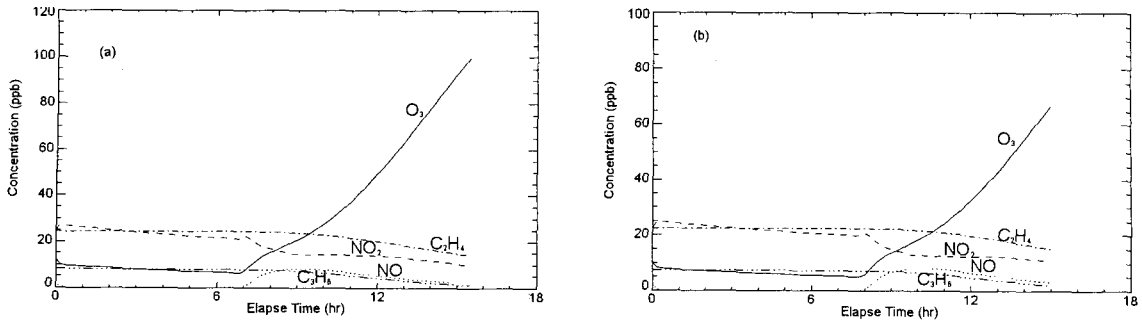 120
100
80
60
40
20
0
Concentration (ppb)
(a)
O₃
NO₂
C₂H₄
NO
C₃H₆
0 6 12 18
Elapse Time (hr)
100
80
60
40
20
0
Concentration (ppb)
(b)
O₃
NO₂
C₂H₄
NO
C₃H₆
0 6 12 18
Elapse Time (hr)